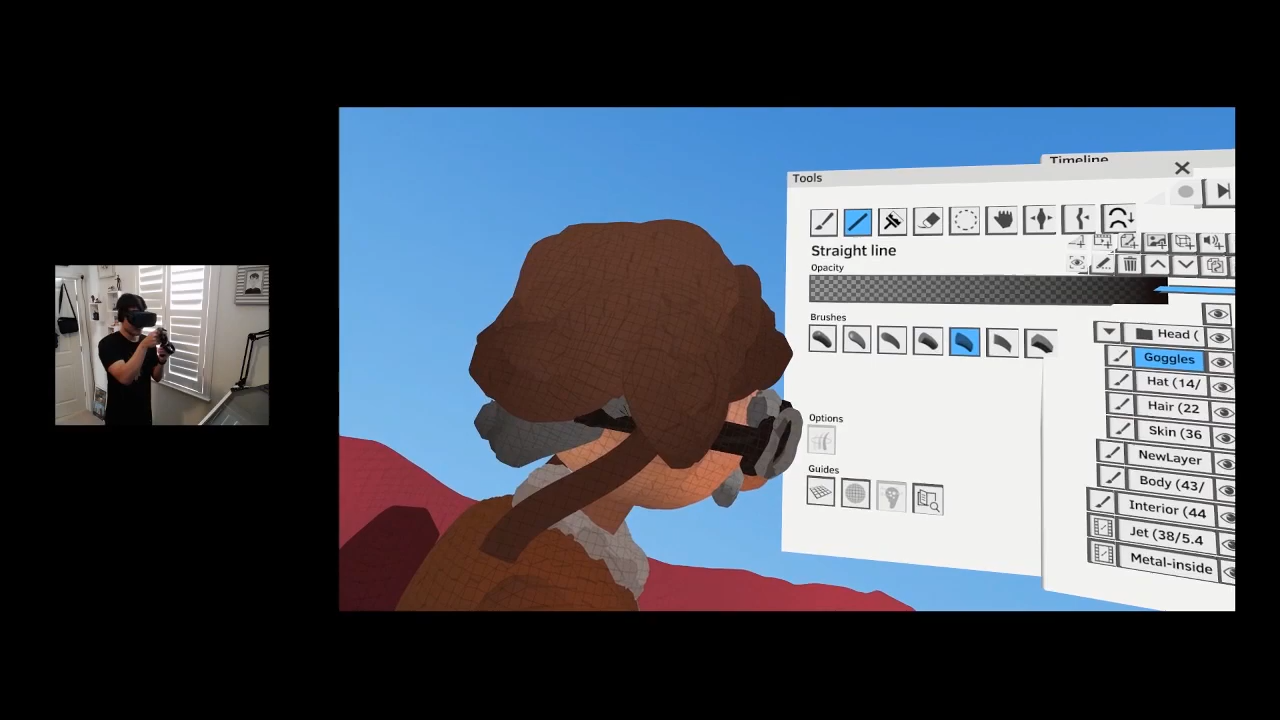 Timeline
Tools
Straight line
Opacity
Brushes
Options
Guides
Head (
Goggles
Hat (14/
Hair (22
Skin (36
NewLayer
Body (43/
Interior (44
Jet (38/5.4
Metal-inside